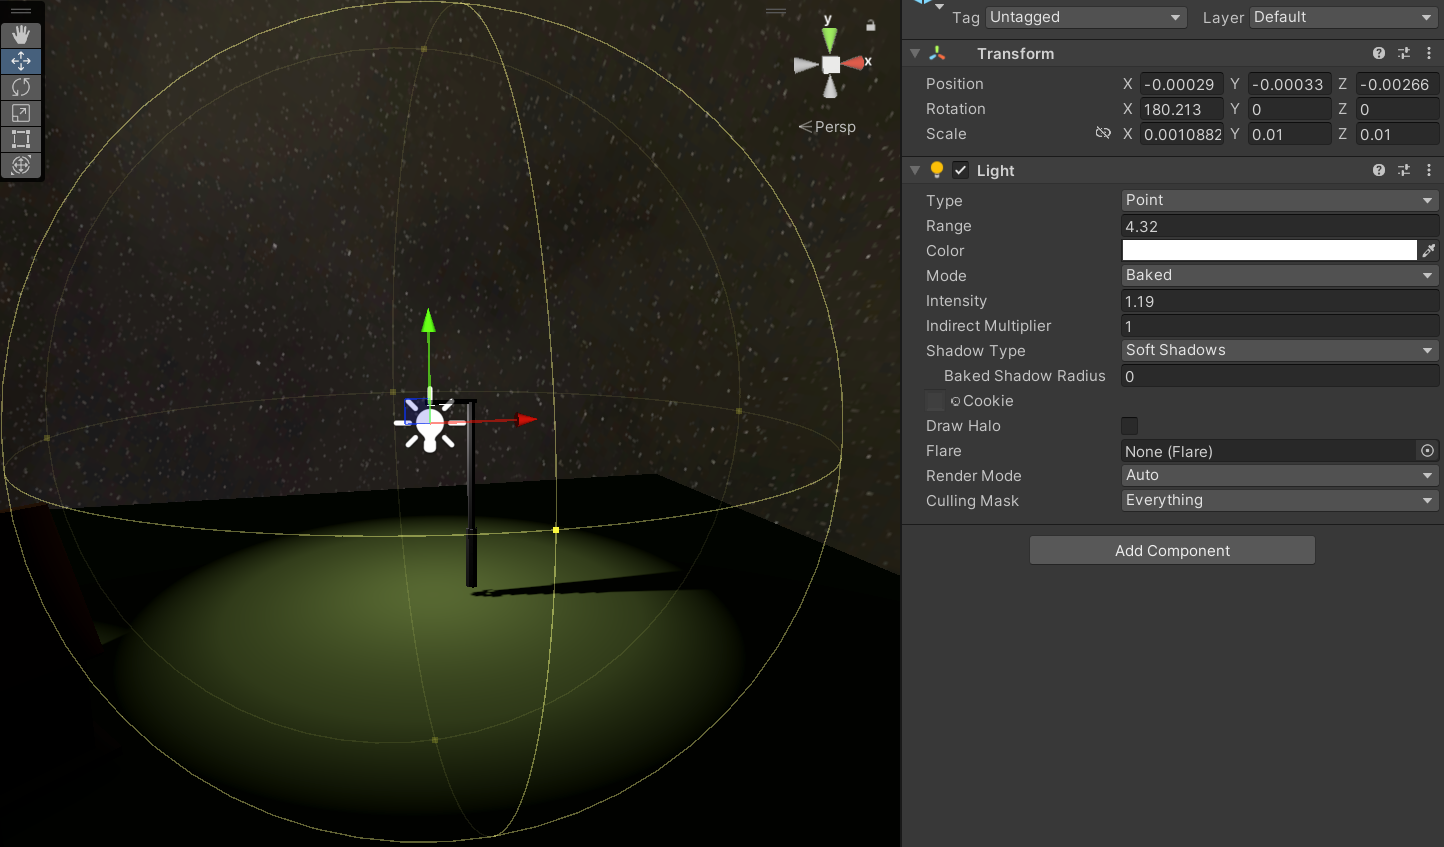 y
x
Persp
Tag Untagged Layer Default
Transform
Position X -0.00029 Y -0.00033 Z -0.00266
Rotation X 180.213 Y 0 Z 0
Scale X 0.0010882 Y 0.01 Z 0.01
Light
Type Point
Range 4.32
Color
Mode Baked
Intensity 1.19
Indirect Multiplier 1
Shadow Type Soft Shadows
Baked Shadow Radius 0
Cookie
Draw Halo
Flare None (Flare)
Render Mode Auto
Culling Mask Everything
Add Component